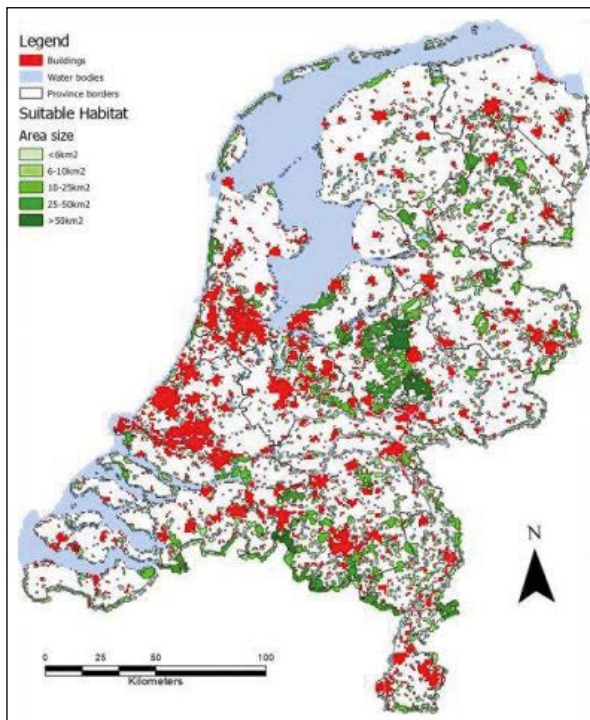 Legend
Buildings
Water bodies
Province borders
Suitable Habitat
Area size
<6km2
6-10km2
10-25km2
25-50km2
>50km2
N
0 25 50 100
Kilometers